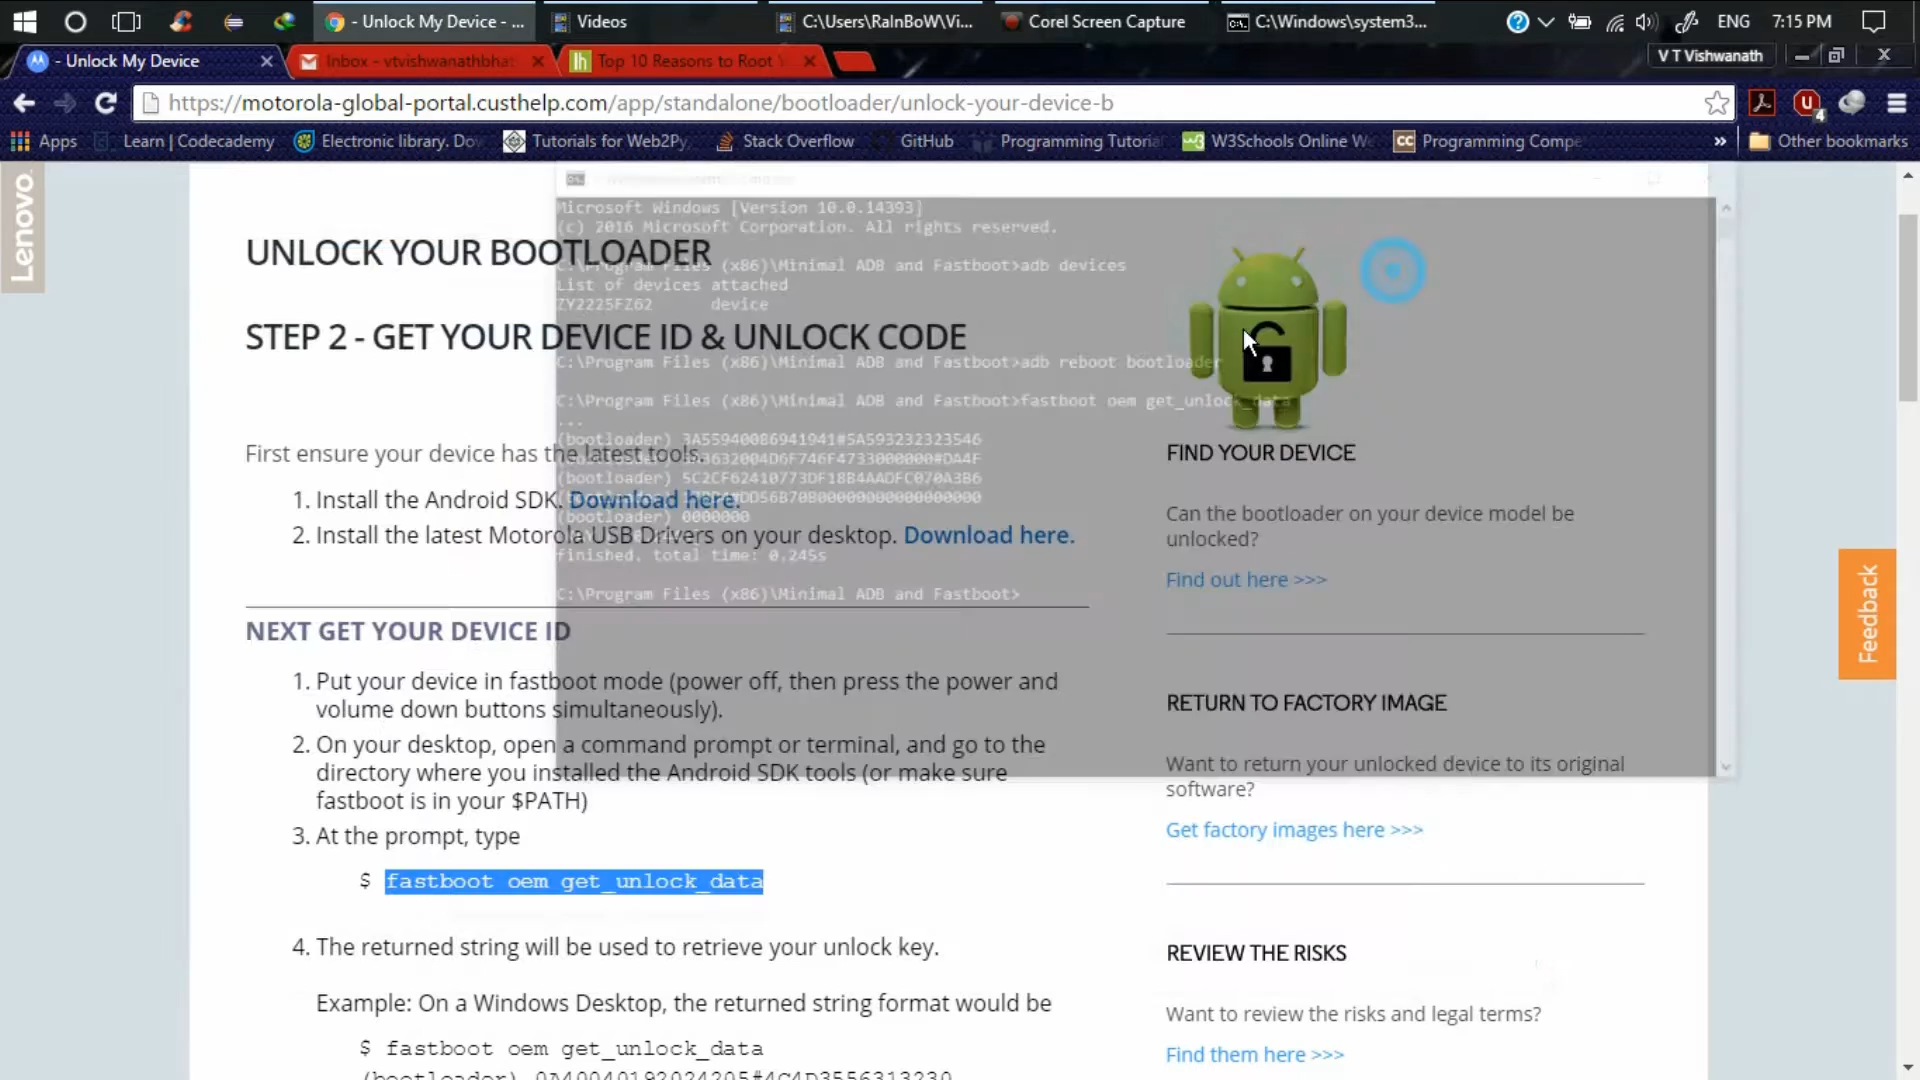 - Unlock My Device - ...
Videos
C:\Users\RaInBoW\Vi...
Corel Screen Capture
C:\Windows\system3...
ENG
7:15 PM
- Unlock My Device
Inbox - vtvishwanathbha
Top 10 Reasons to Root
V T Vishwanath
https://motorola-global-portal.custhelp.com/app/standalone/bootloader/unlock-your-device-b
Apps
Learn | Codecademy
Electronic library. Do
Tutorials for Web2Py,
Stack Overflow
GitHub
Programming Tutoria
W3Schools Online We
Programming Compe
»
Other bookmarks
Lenovo
Microsoft Windows [Version 10.0.14393]
(c) 2016 Microsoft Corporation. All rights reserved.
UNLOCK YOUR BOOTLOADER
C:\Program Files (x86)\Minimal ADB and Fastboot>adb devices
List of devices attached
ZY2225FZ62 device
STEP 2 - GET YOUR DEVICE ID & UNLOCK CODE
C:\Program Files (x86)\Minimal ADB and Fastboot>adb reboot bootloader
C:\Program Files (x86)\Minimal ADB and Fastboot>fastboot oem get_unlock_data
...
(bootloader) 3A55940086941941#5A593232323546
First ensure your device has the latest tools.
(bootloader) 5C2CF62410773DF18B4AADFC070A3B6
1. Install the Android SDK. Download here.
(bootloader) 0000000
2. Install the latest Motorola USB Drivers on your desktop. Download here.
finished. total time: 0.245s
C:\Program Files (x86)\Minimal ADB and Fastboot>
NEXT GET YOUR DEVICE ID
1. Put your device in fastboot mode (power off, then press the power and
volume down buttons simultaneously).
2. On your desktop, open a command prompt or terminal, and go to the
directory where you installed the Android SDK tools (or make sure
fastboot is in your $PATH)
3. At the prompt, type
$ fastboot oem get_unlock_data
4. The returned string will be used to retrieve your unlock key.
Example: On a Windows Desktop, the returned string format would be
$ fastboot oem get_unlock_data
(bootloader) 0A40040192024205#4C4D3556313230
FIND YOUR DEVICE
Can the bootloader on your device model be
unlocked?
Find out here >>>
RETURN TO FACTORY IMAGE
Want to return your unlocked device to its original
software?
Get factory images here >>>
REVIEW THE RISKS
Want to review the risks and legal terms?
Find them here >>>
Feedback